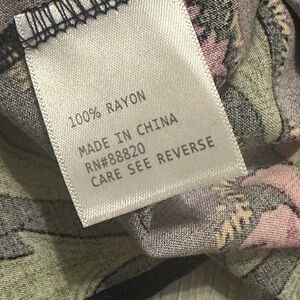 100% RAYON
MADE IN CHINA
RN#88820
CARE SEE REVERSE